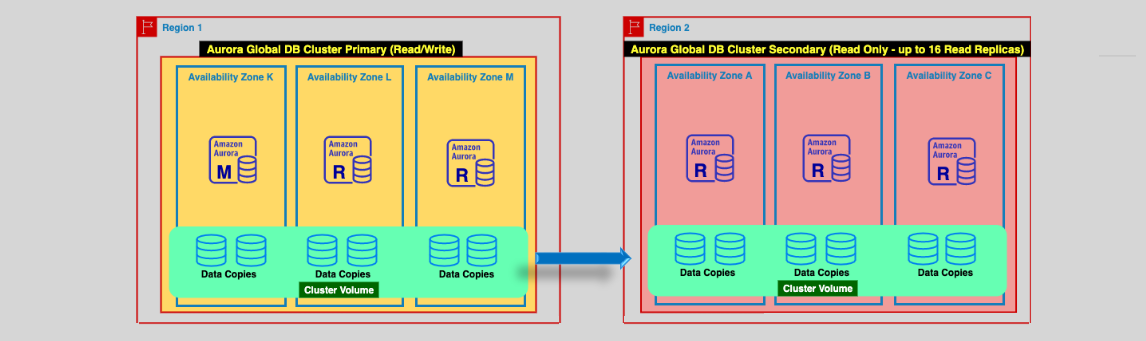 Region 1
Aurora Global DB Cluster Primary (Read/Write)
Availability Zone K
Availability Zone L
Availability Zone M
Amazon
Aurora
M
Amazon
Aurora
R
Amazon
Aurora
R
Data Copies
Data Copies
Data Copies
Cluster Volume
Region 2
Aurora Global DB Cluster Secondary (Read Only - up to 16 Read Replicas)
Availability Zone A
Availability Zone B
Availability Zone C
Amazon
Aurora
R
Amazon
Aurora
R
Amazon
Aurora
R
Data Copies
Data Copies
Data Copies
Cluster Volume